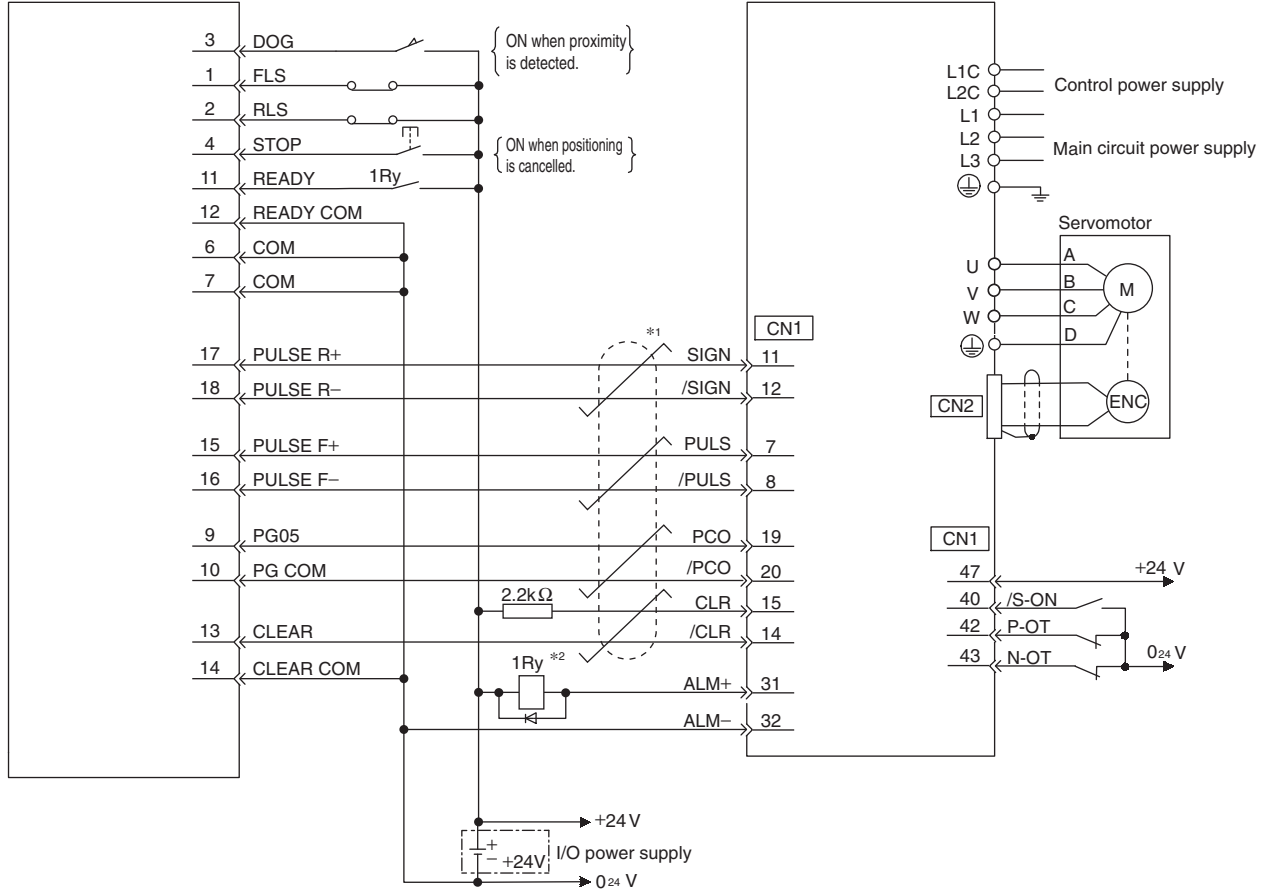 3 DOG
ON when proximity
is detected.
1 FLS
2 RLS
4 STOP
ON when positioning
is cancelled.
11 READY 1Ry
12 READY COM
6 COM
7 COM
*1
17 PULSE R+ SIGN 11
18 PULSE R− /SIGN 12
15 PULSE F+ PULS 7
16 PULSE F− /PULS 8
9 PG05 PCO 19
10 PG COM /PCO 20
2.2kΩ CLR 15
13 CLEAR /CLR 14
14 CLEAR COM
1Ry *2
ALM+ 31
ALM− 32
+24 V
+
− +24V
I/O power supply
024 V
CN1
L1C
L2C
Control power supply
L1
L2
L3
Main circuit power supply
Servomotor
U A
V B
W C
D
M
CN2
ENC
CN1
47 +24 V
40 /S-ON
42 P-OT
43 N-OT
024 V